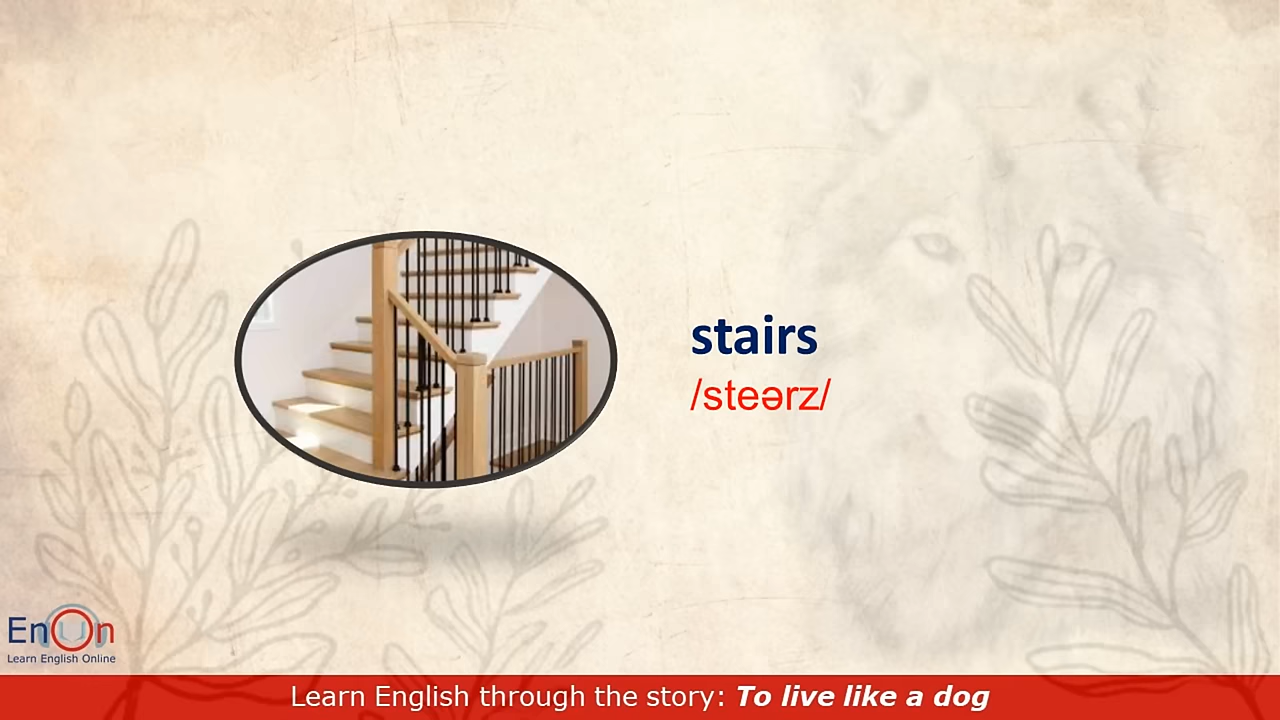 stairs
/steərz/
EnOn
Learn English Online
Learn English through the story: To live like a dog